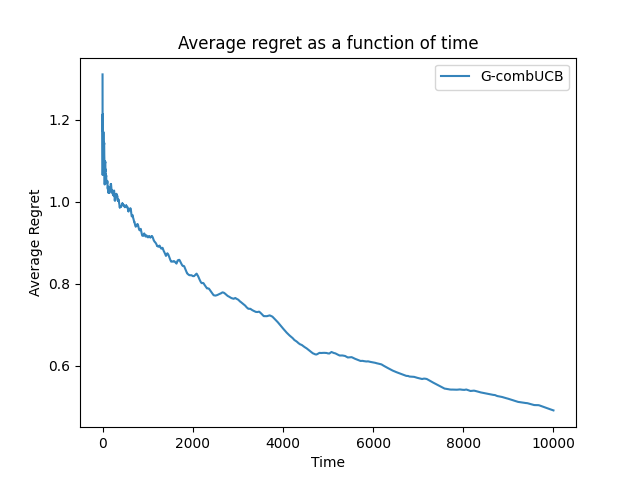 Average regret as a function of time
G-combUCB
Average Regret
1.2
1.0
0.8
0.6
0 2000 4000 6000 8000 10000
Time